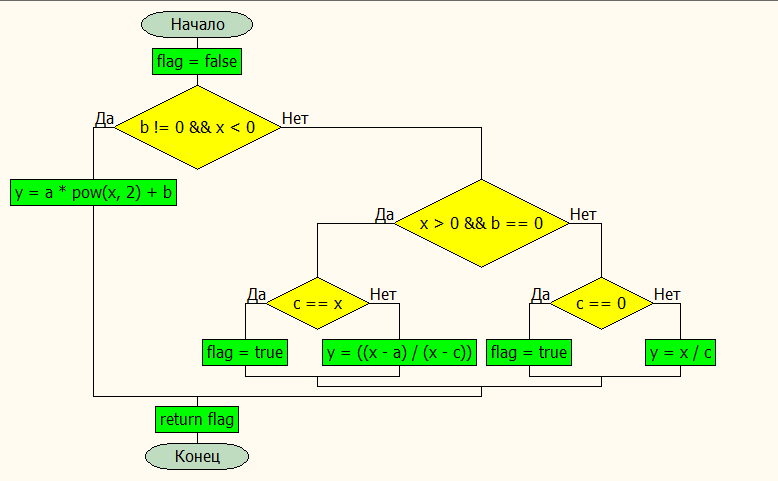 Начало
flag = false
b != 0 && x < 0
Да
Нет
y = a * pow(x, 2) + b
x > 0 && b == 0
Да
Нет
c == x
Да
Нет
c == 0
Да
Нет
flag = true
y = ((x - a) / (x - c))
flag = true
y = x / c
return flag
Конец